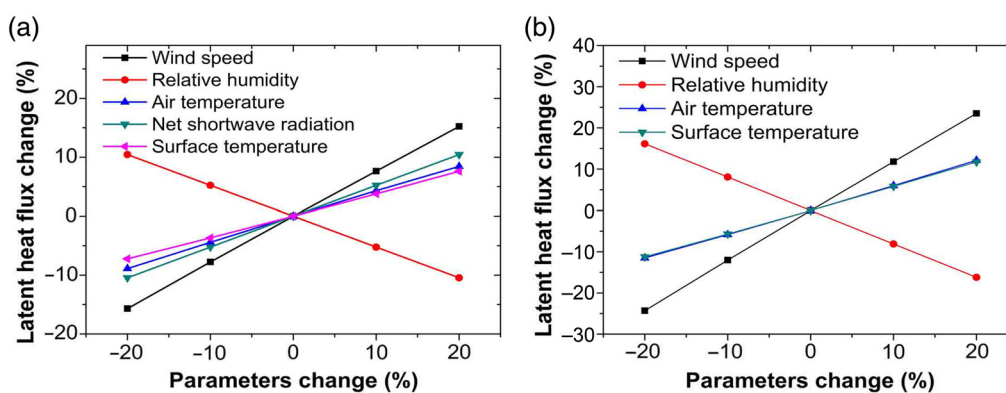 (a)
Latent heat flux change (%)
20
10
0
−10
−20
Wind speed
Relative humidity
Air temperature
Net shortwave radiation
Surface temperature
−20
−10
0
10
20
Parameters change (%)
(b)
Latent heat flux change (%)
40
30
20
10
0
−10
−20
−30
Wind speed
Relative humidity
Air temperature
Surface temperature
−20
−10
0
10
20
Parameters change (%)